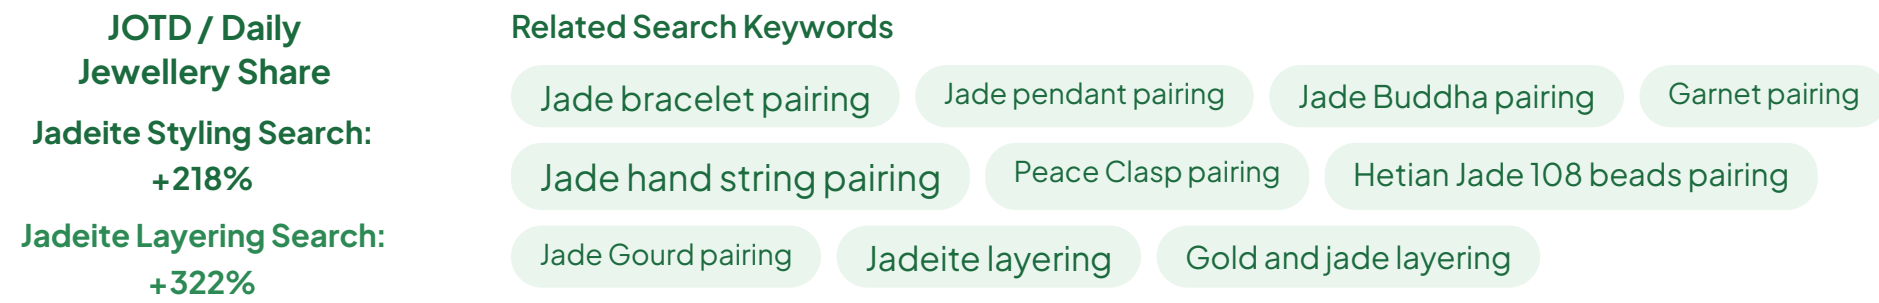 JOTD / Daily
Jewellery Share
Jadeite Styling Search:
+218%
Jadeite Layering Search:
+322%
Related Search Keywords
Jade bracelet pairing
Jade pendant pairing
Jade Buddha pairing
Garnet pairing
Jade hand string pairing
Peace Clasp pairing
Hetian Jade 108 beads pairing
Jade Gourd pairing
Jadeite layering
Gold and jade layering